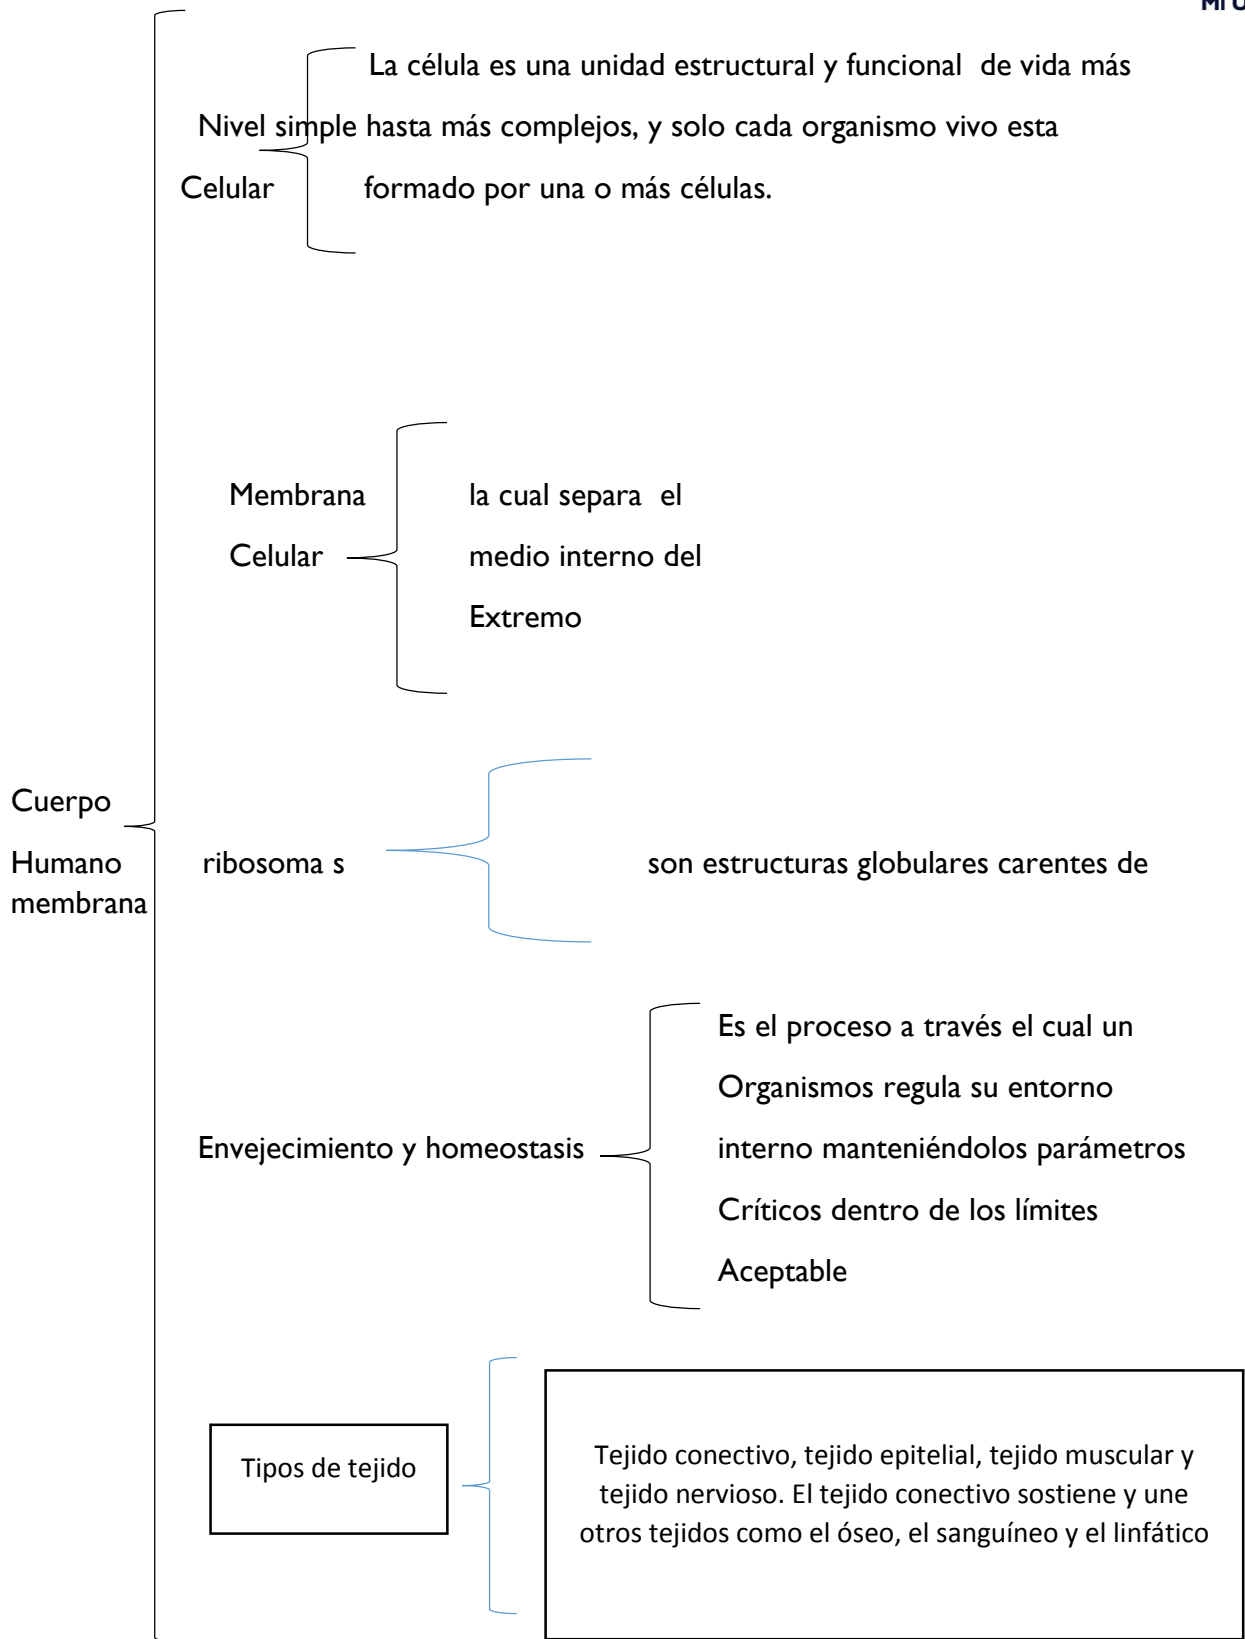 La célula es una unidad estructural y funcional de vida más
Nivel simple hasta más complejos, y solo cada organismo vivo esta
Celular formado por una o más células.
Membrana la cual separa el
Celular medio interno del
Extremo
Cuerpo
Humano ribosoma s son estructuras globulares carentes de
membrana
Es el proceso a través el cual un
Organismos regula su entorno
Envejecimiento y homeostasis interno manteniéndolos parámetros
Críticos dentro de los límites
Aceptable
Tipos de tejido
Tejido conectivo, tejido epitelial, tejido muscular y
tejido nervioso. El tejido conectivo sostiene y une
otros tejidos como el óseo, el sanguíneo y el linfático